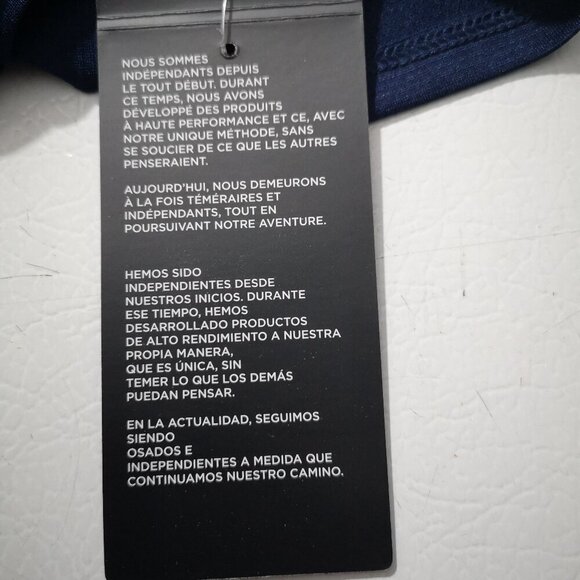 NOUS SOMMES
INDÉPENDANTS DEPUIS
LE TOUT DÉBUT. DURANT
CE TEMPS, NOUS AVONS
DÉVELOPPÉ DES PRODUITS
À HAUTE PERFORMANCE ET CE, AVEC
NOTRE UNIQUE MÉTHODE, SANS
SE SOUCIER DE CE QUE LES AUTRES
PENSERAIENT.
AUJOURD'HUI, NOUS DEMEURONS
À LA FOIS TÉMÉRAIRES ET
INDÉPENDANTS, TOUT EN
POURSUIVANT NOTRE AVENTURE.
HEMOS SIDO
INDEPENDIENTES DESDE
NUESTROS INICIOS. DURANTE
ESE TIEMPO, HEMOS
DESARROLLADO PRODUCTOS
DE ALTO RENDIMIENTO A NUESTRA
PROPIA MANERA,
QUE ES ÚNICA, SIN
TEMER LO QUE LOS DEMÁS
PUEDAN PENSAR.
EN LA ACTUALIDAD, SEGUIMOS
SIENDO
OSADOS E
INDEPENDIENTES A MEDIDA QUE
CONTINUAMOS NUESTRO CAMINO.